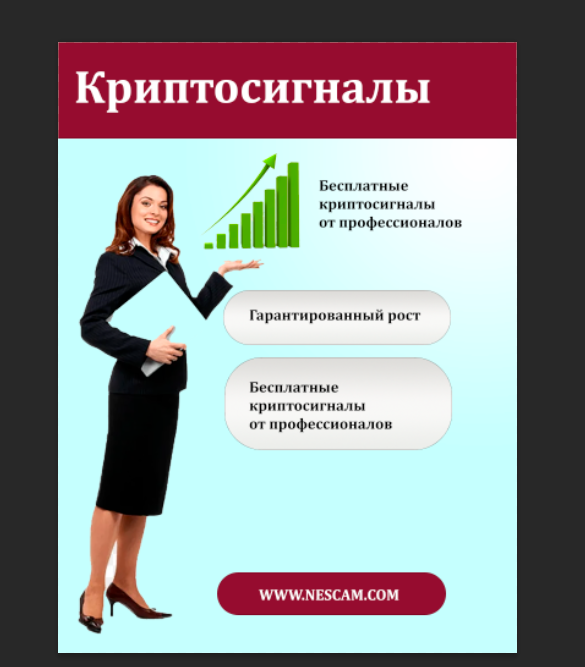 Криптосигналы
Бесплатные
криптосигналы
от профессионалов
Гарантированный рост
Бесплатные
криптосигналы
от профессионалов
WWW.NESCAM.COM